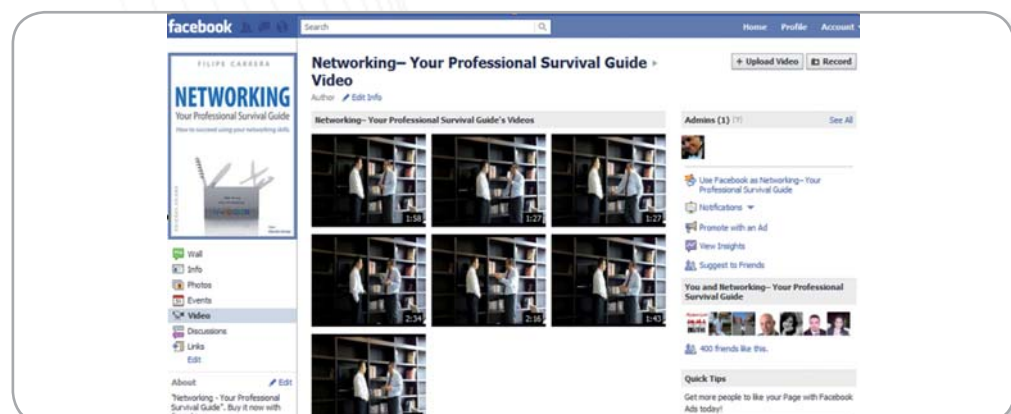 facebook
Search
Home Profile Account
FILIPE CARRERA
NETWORKING
Your Professional Survival Guide
How to succeed using your networking skills
Wall
Info
Photos
Events
Video
Discussions
Links
Edit
About Edit
"Networking - Your Professional
Survival Guide". Buy it now with
Networking– Your Professional Survival Guide ▸
Video
Author Edit Info
Networking– Your Professional Survival Guide's Videos
1:58 1:27 1:27
2:34 2:16 1:43
+ Upload Video Record
Admins (1) [?] See All
Use Facebook as Networking– Your
Professional Survival Guide
Notifications
Promote with an Ad
View Insights
Suggest to Friends
You and Networking– Your Professional
Survival Guide
400 friends like this.
Quick Tips
Get more people to like your Page with Facebook
Ads today!